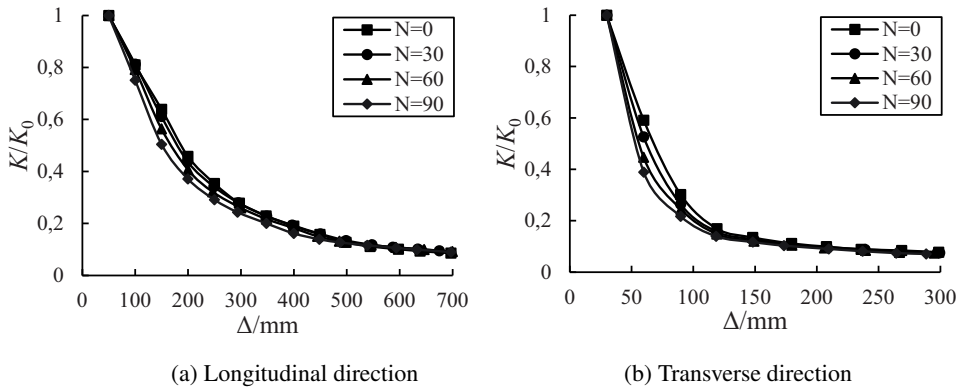 1
0,8
0,6
0,4
0,2
0
K/K₀
0 100 200 300 400 500 600 700
Δ/mm
N=0
N=30
N=60
N=90
(a) Longitudinal direction
1
0,8
0,6
0,4
0,2
0
K/K₀
0 50 100 150 200 250 300
Δ/mm
N=0
N=30
N=60
N=90
(b) Transverse direction